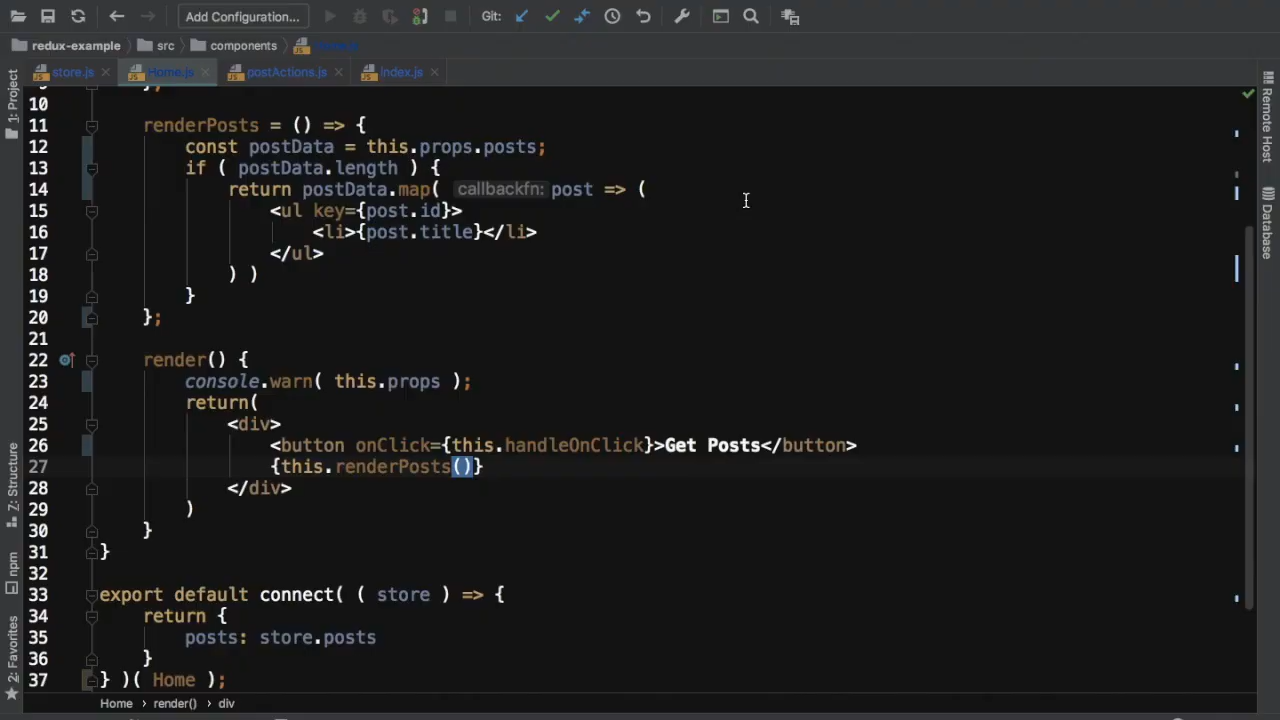 Add Configuration...
Git:
redux-example
src
components
store.js
Home.js
postActions.js
Index.js
1: Project
Z: Structure
npm
2: Favorites
Remote Host
Database
10
11 renderPosts = () => {
12 const postData = this.props.posts;
13 if ( postData.length ) {
14 return postData.map( callbackfn: post => (
15 <ul key={post.id}>
16 <li>{post.title}</li>
17 </ul>
18 ) )
19 }
20 };
21
22 render() {
23 console.warn( this.props );
24 return(
25 <div>
26 <button onClick={this.handleOnClick}>Get Posts</button>
27 {this.renderPosts()}
28 </div>
29 )
30 }
31 }
32
33 export default connect( ( store ) => {
34 return {
35 posts: store.posts
36 }
37 } )( Home );
Home
render()
div